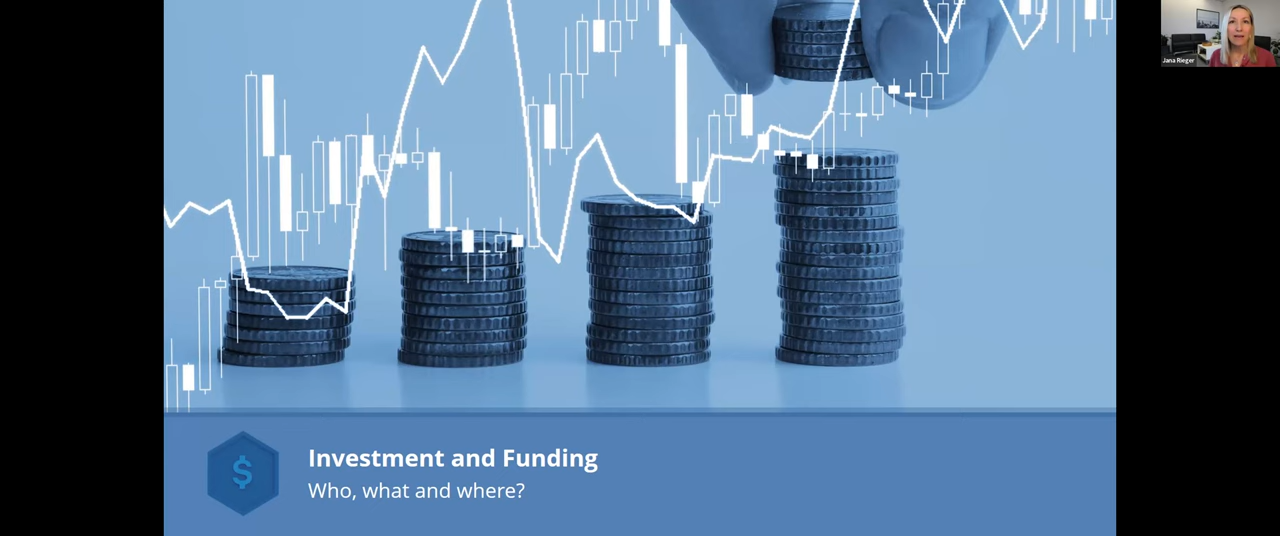 Jana Rieger
$
Investment and Funding
Who, what and where?